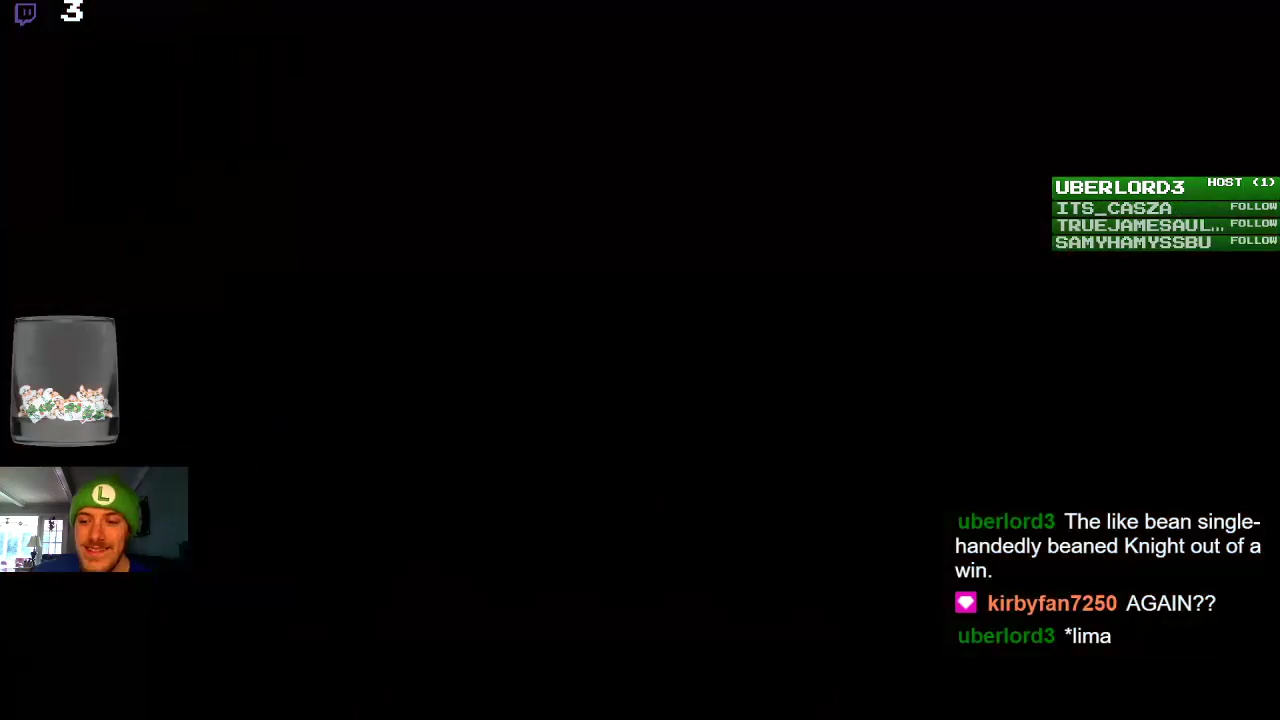 3
UBERLORD3 HOST (1)
ITS_CASZA FOLLOW
TRUEJAMESAUL... FOLLOW
SAMYHAMYSSBU FOLLOW
L
uberlord3 The like bean single-
handedly beaned Knight out of a
win.
kirbyfan7250 AGAIN??
uberlord3 *lima